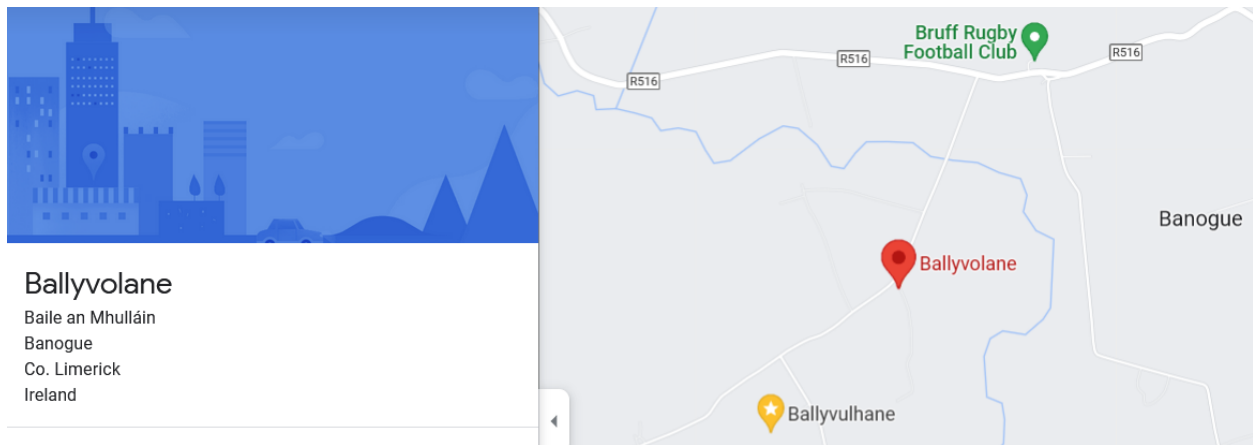 Ballyvolane
Baile an Mhulláin
Banogue
Co. Limerick
Ireland
Bruff Rugby
Football Club
R516
R516
R516
Banogue
Ballyvolane
Ballyvulhane